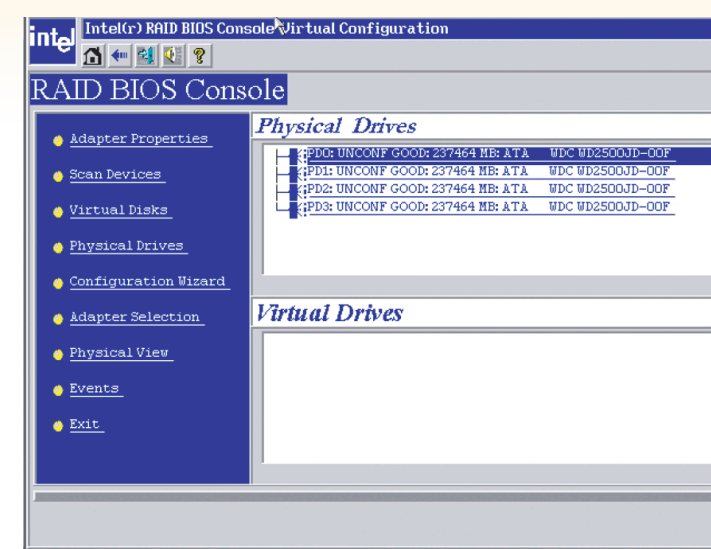 intel
Intel(r) RAID BIOS Console Virtual Configuration
RAID BIOS Console
Adapter Properties
Scan Devices
Virtual Disks
Physical Drives
Configuration Wizard
Adapter Selection
Physical View
Events
Exit
Physical Drives
PD0: UNCONF GOOD: 237464 MB: ATA WDC WD2500JD-00F
PD1: UNCONF GOOD: 237464 MB: ATA WDC WD2500JD-00F
PD2: UNCONF GOOD: 237464 MB: ATA WDC WD2500JD-00F
PD3: UNCONF GOOD: 237464 MB: ATA WDC WD2500JD-00F
Virtual Drives